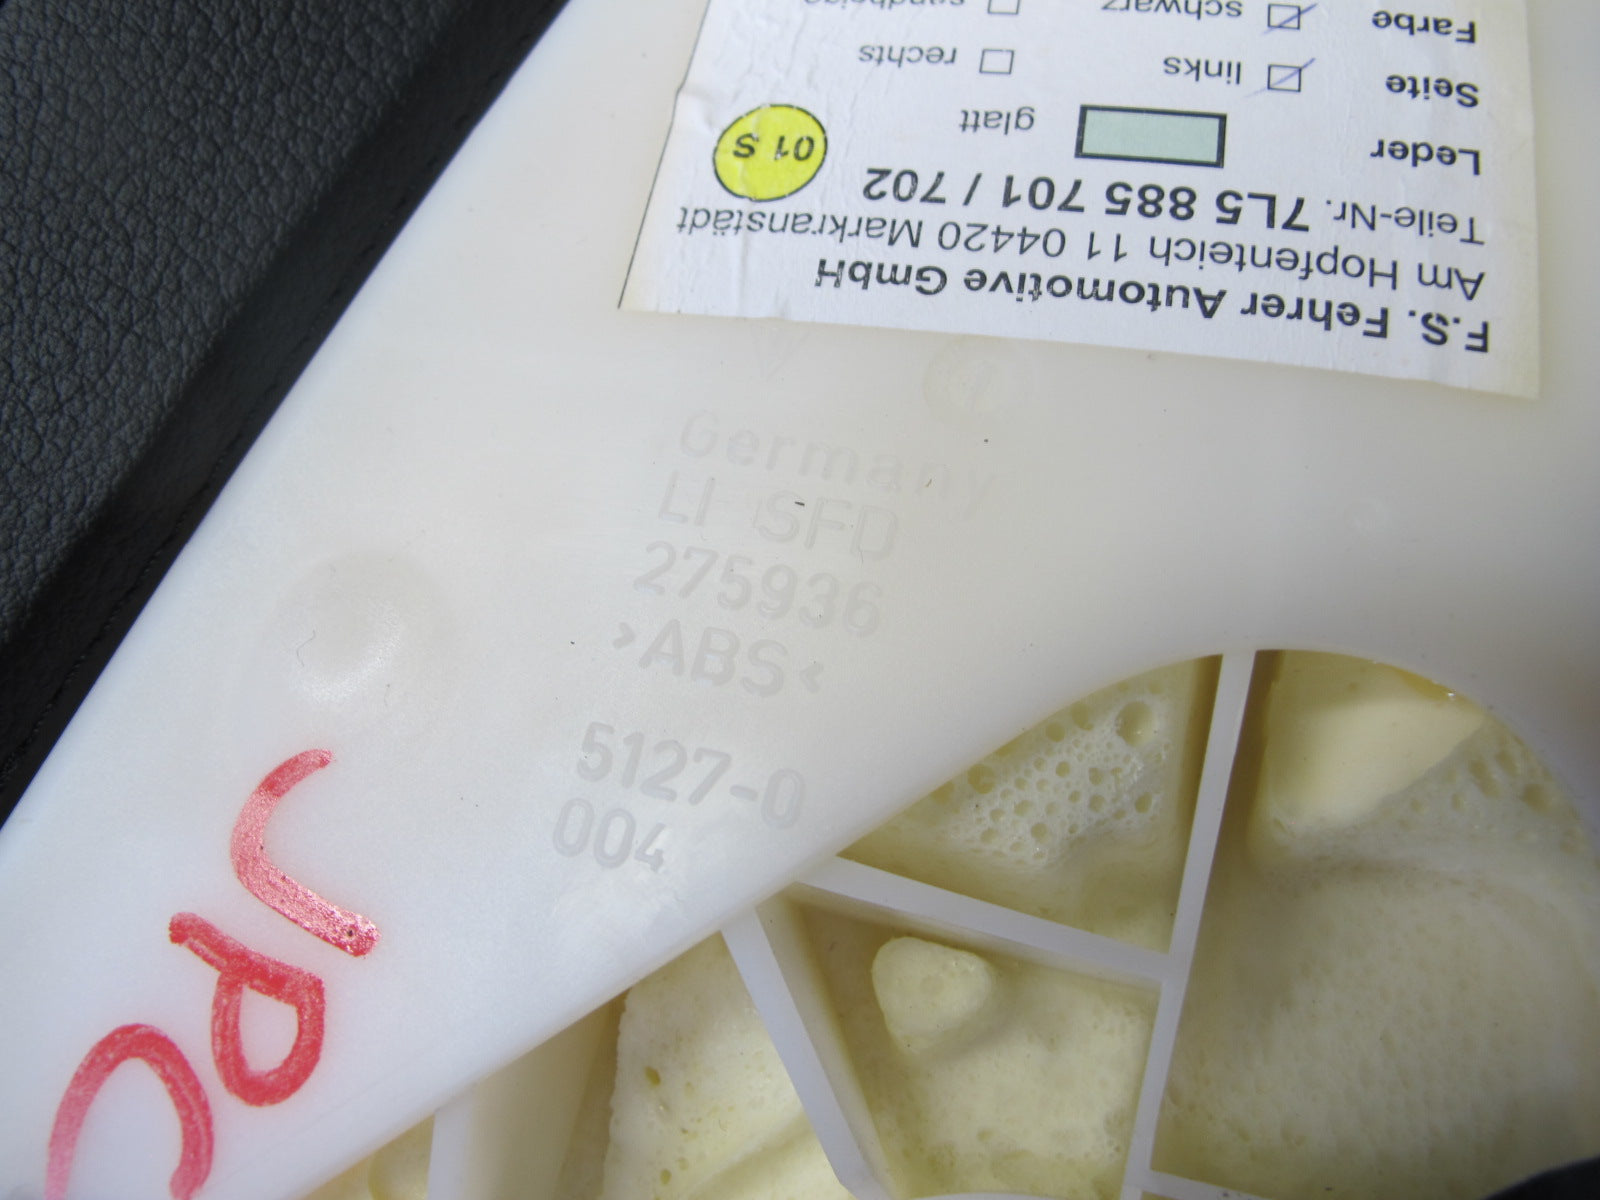 F.S. Fehrer Automotive GmbH
Am Hopfenteich 11 04420 Markranstädt
Teile-Nr. 7L5 885 701 / 702
Leder glatt 01 S
Seite links rechts
Farbe schwarz
Germany
LI SFD
275936
>ABS<
5127-0
004